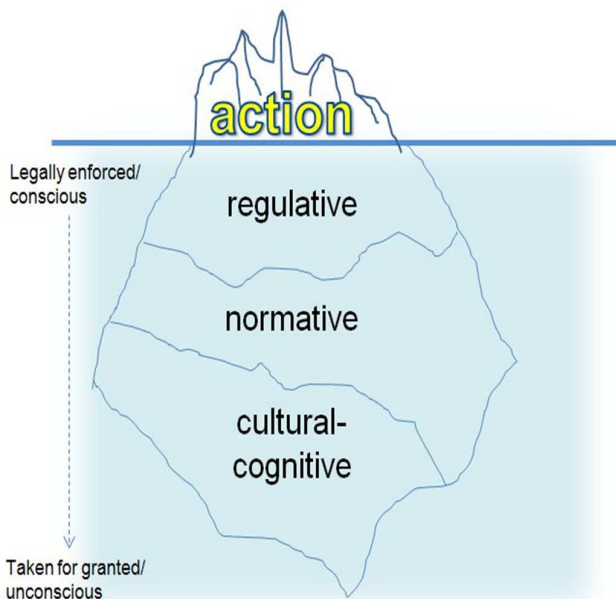 action
Legally enforced/
conscious
regulative
normative
cultural-
cognitive
Taken for granted/
unconscious